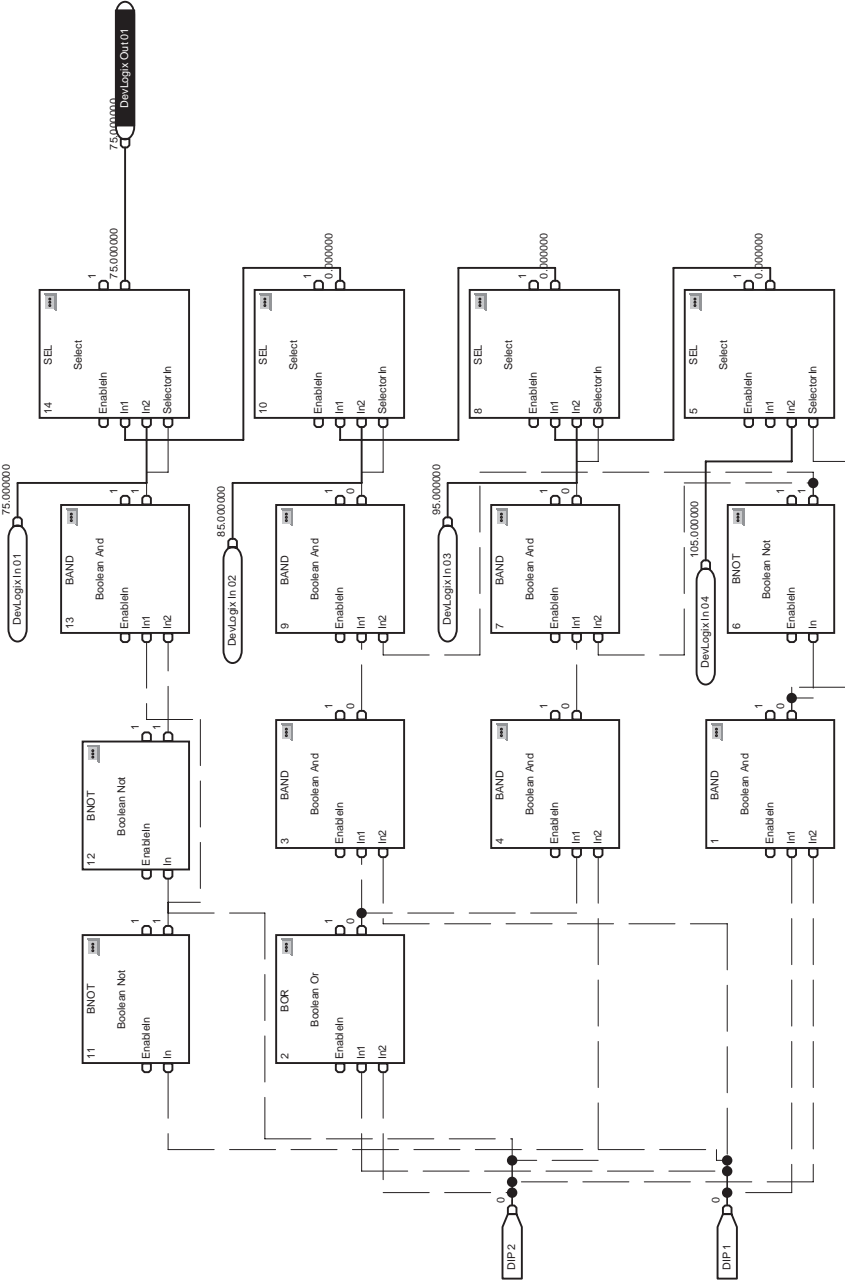 DevLogix Out 01
75.000000
75.000000
1
14
SEL
Select
EnableIn
In1
In2
SelectorIn
10
SEL
Select
EnableIn
In1
In2
SelectorIn
1
0.000000
8
SEL
Select
EnableIn
In1
In2
SelectorIn
1
0.000000
5
SEL
Select
EnableIn
In1
In2
SelectorIn
1
0.000000
DevLogix In 01
75.000000
DevLogix In 02
85.000000
DevLogix In 03
95.000000
DevLogix In 04
105.000000
13
BAND
Boolean And
EnableIn
In1
In2
1
1
9
BAND
Boolean And
EnableIn
In1
In2
1
0
7
BAND
Boolean And
EnableIn
In1
In2
1
0
6
BNOT
Boolean Not
EnableIn
In
1
1
12
BNOT
Boolean Not
EnableIn
In
1
1
3
BAND
Boolean And
EnableIn
In1
In2
1
0
4
BAND
Boolean And
EnableIn
In1
In2
1
0
1
BAND
Boolean And
EnableIn
In1
In2
1
0
11
BNOT
Boolean Not
EnableIn
In
1
1
2
BOR
Boolean Or
EnableIn
In1
In2
1
0
DIP 2
0
DIP 1
0